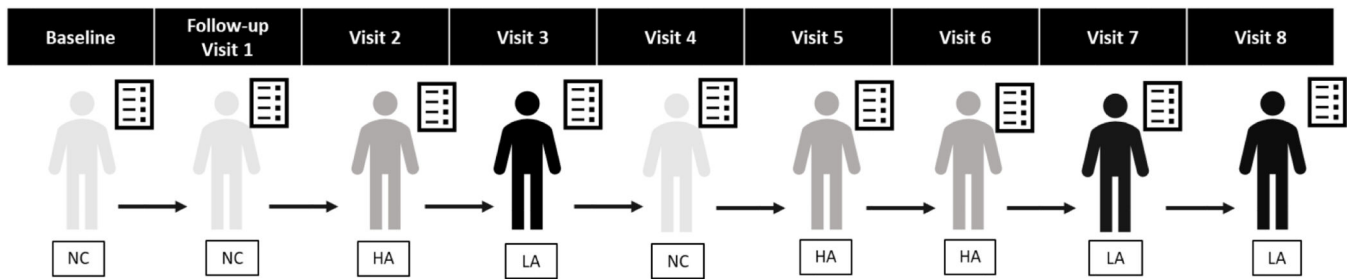 Baseline
Follow-up
Visit 1
Visit 2
Visit 3
Visit 4
Visit 5
Visit 6
Visit 7
Visit 8
NC
NC
HA
LA
NC
HA
HA
LA
LA